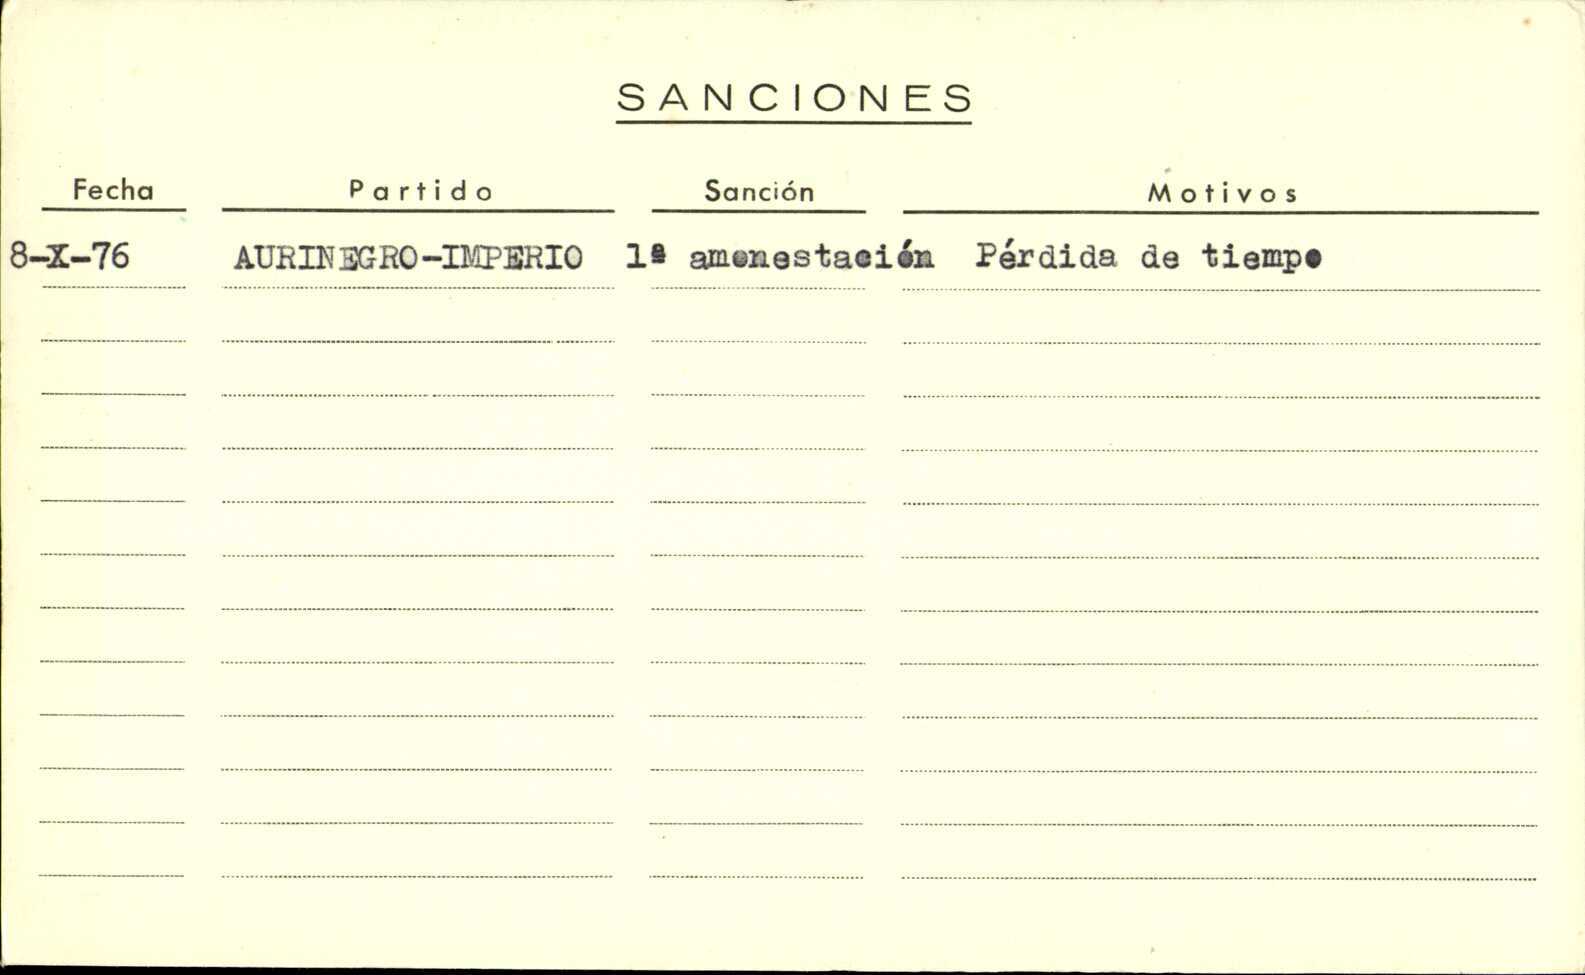 SANCIONES
Fecha Partido Sanción Motivos
8-X-76 AURINEGRO-IMPERIO 1ª amonestación Pérdida de tiempo